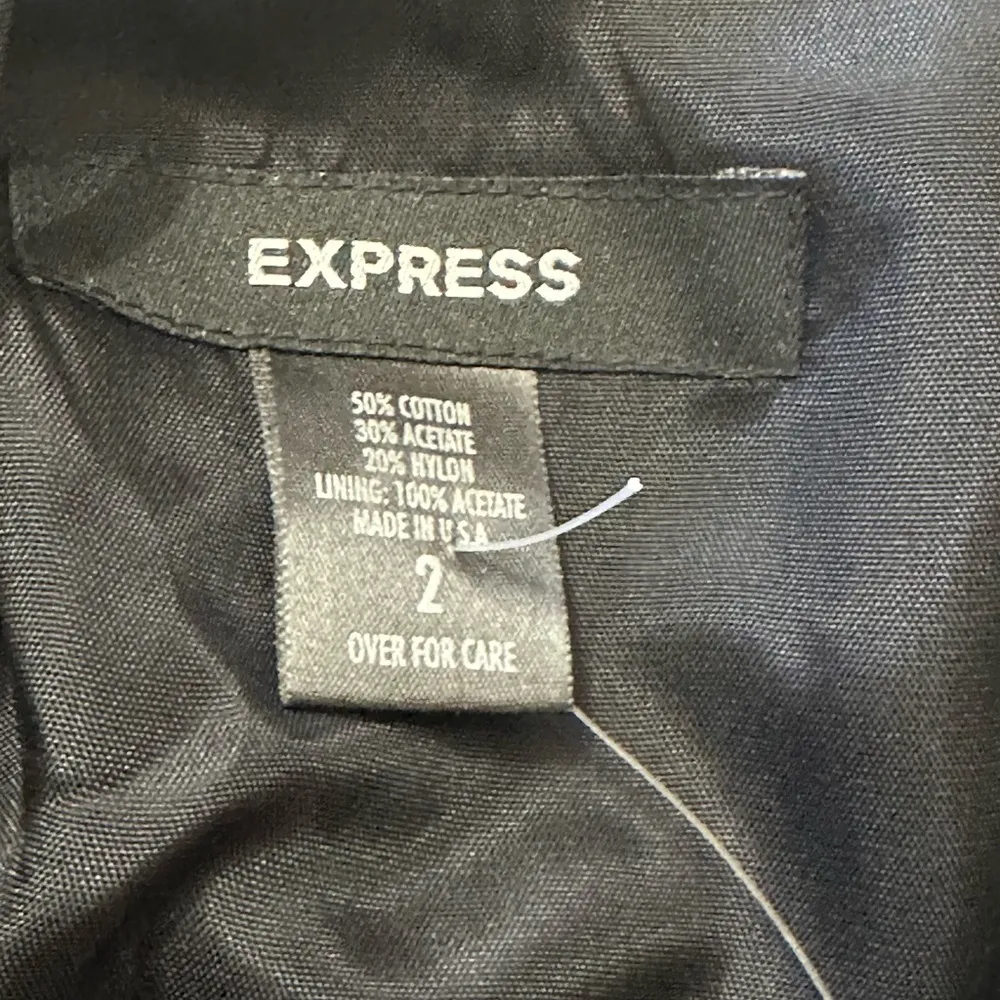 EXPRESS
50% COTTON
30% ACETATE
20% NYLON
LINING: 100% ACETATE
MADE IN U.S.A
2
OVER FOR CARE